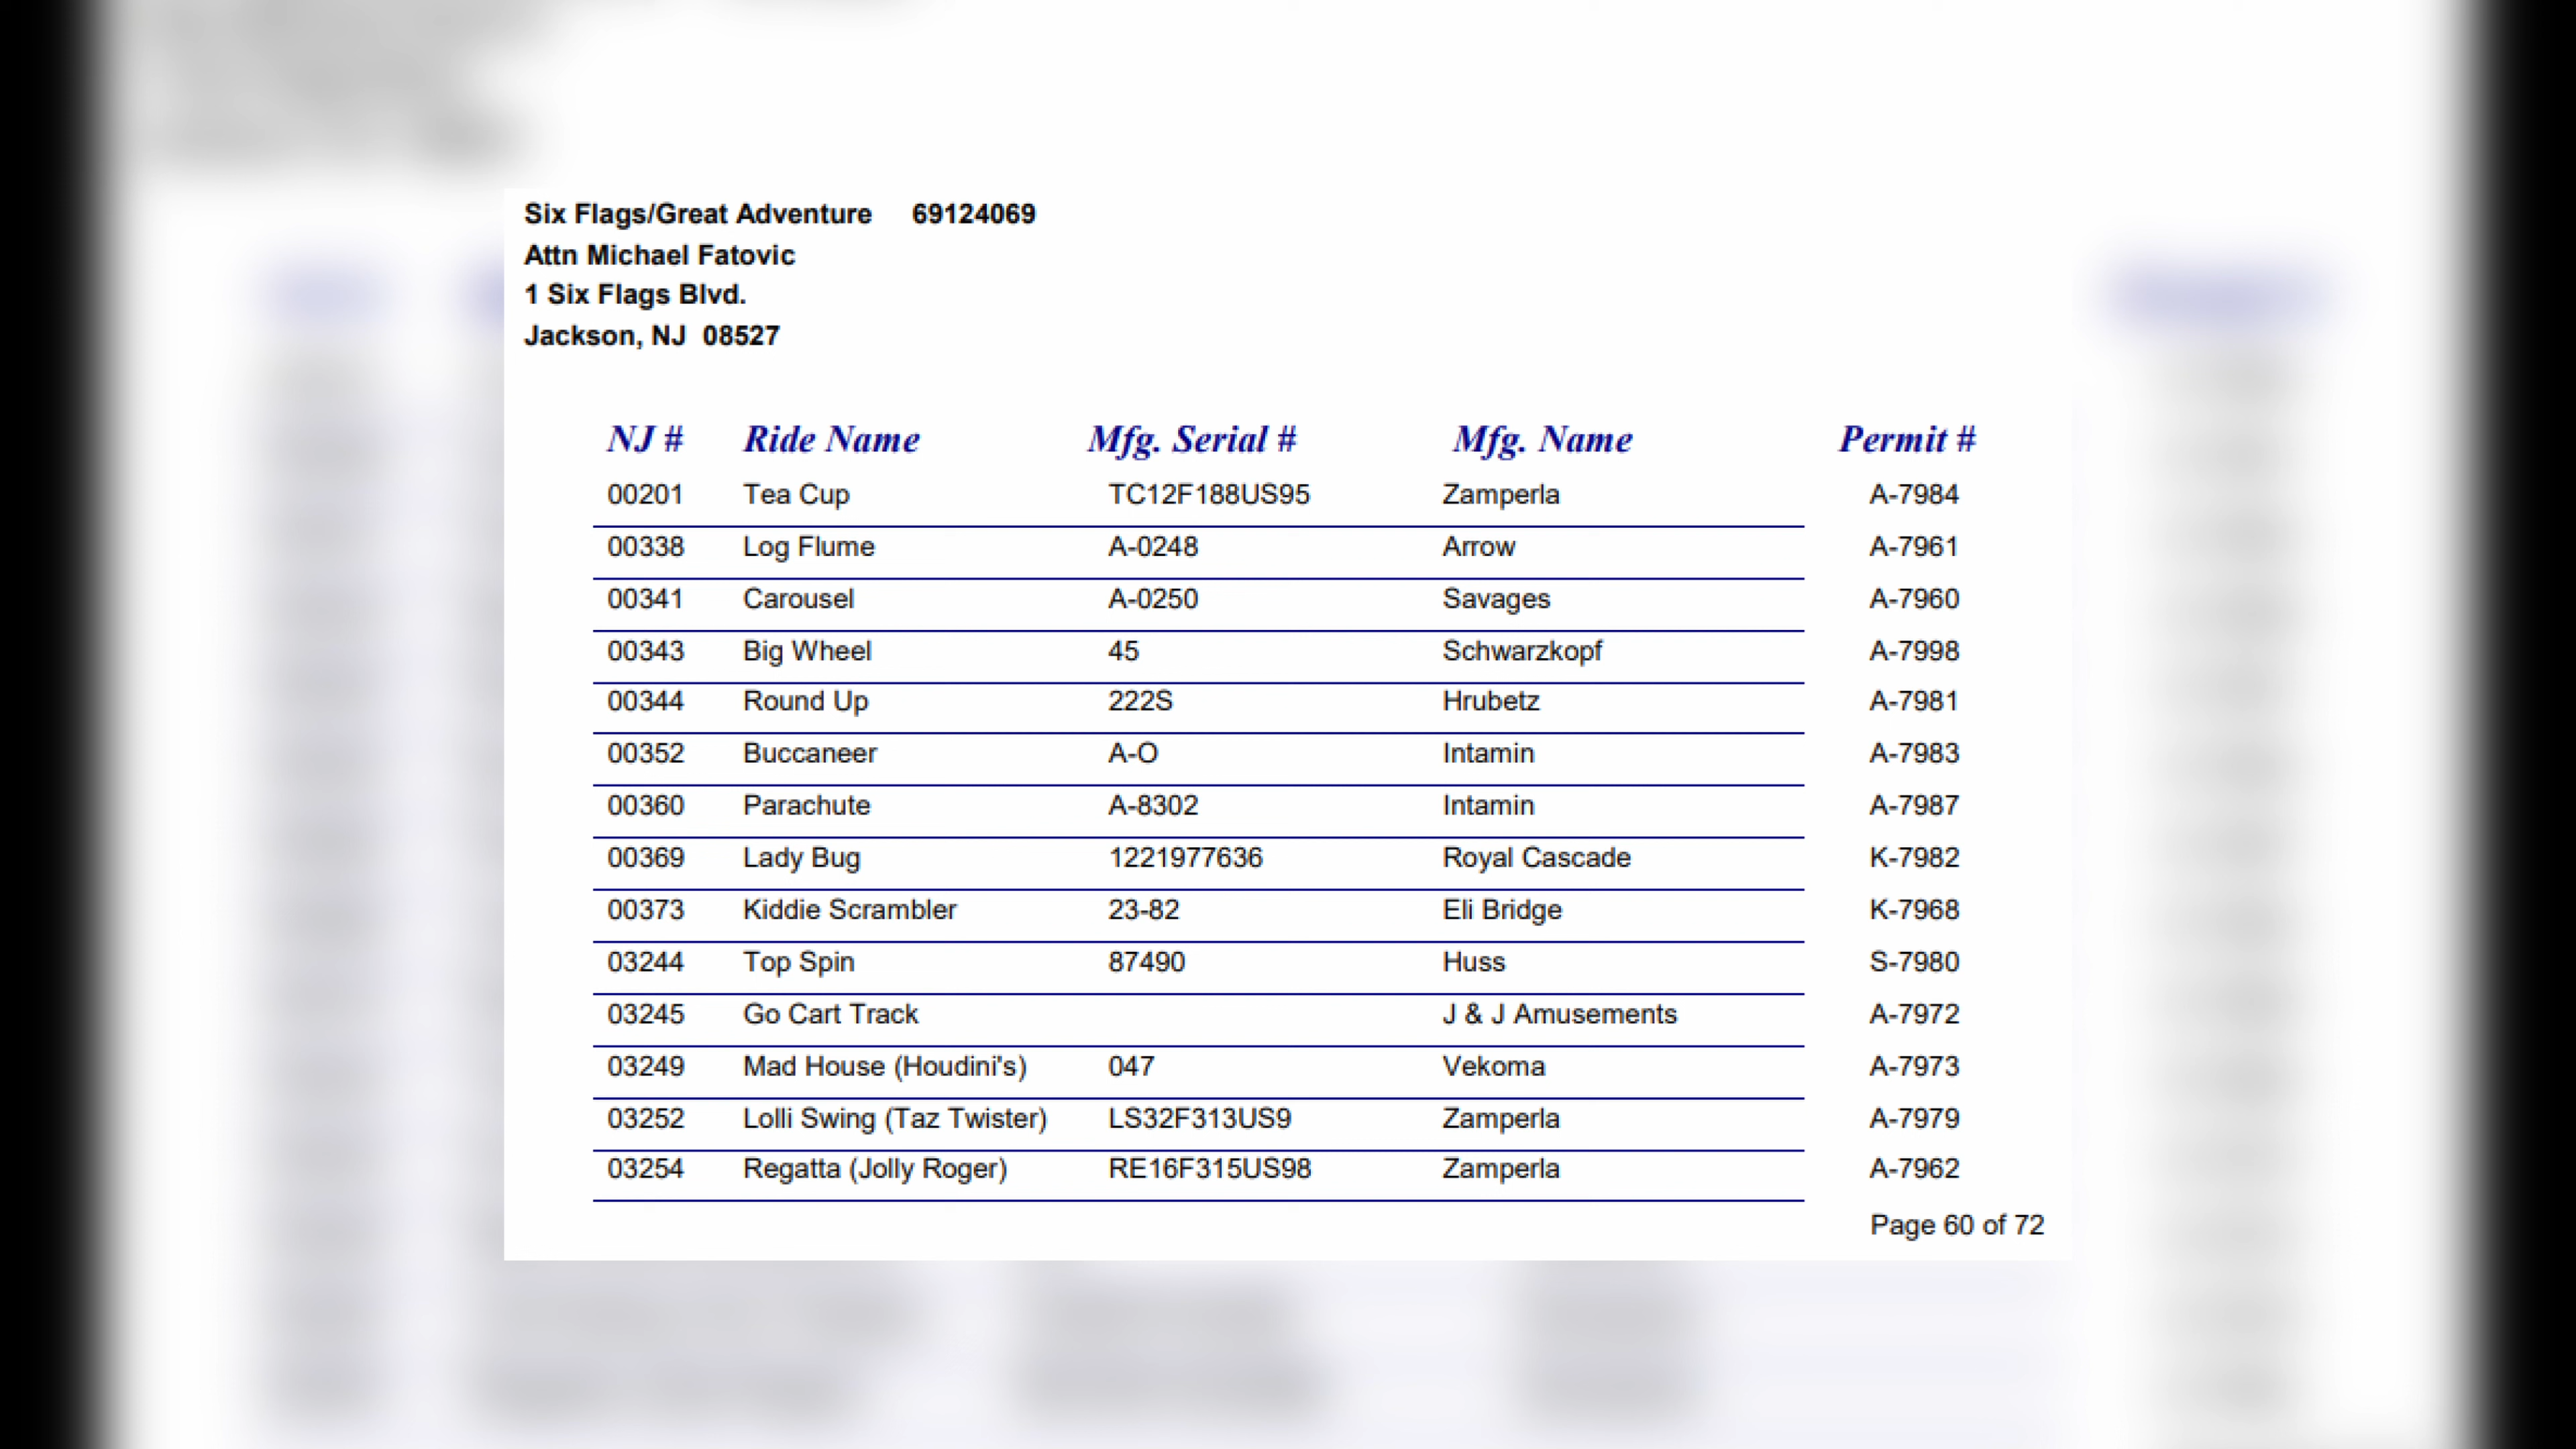 Six Flags/Great Adventure 69124069
Attn Michael Fatovic
1 Six Flags Blvd.
Jackson, NJ 08527
NJ # Ride Name Mfg. Serial # Mfg. Name Permit #
00201 Tea Cup TC12F188US95 Zamperla A-7984
00338 Log Flume A-0248 Arrow A-7961
00341 Carousel A-0250 Savages A-7960
00343 Big Wheel 45 Schwarzkopf A-7998
00344 Round Up 222S Hrubetz A-7981
00352 Buccaneer A-O Intamin A-7983
00360 Parachute A-8302 Intamin A-7987
00369 Lady Bug 1221977636 Royal Cascade K-7982
00373 Kiddie Scrambler 23-82 Eli Bridge K-7968
03244 Top Spin 87490 Huss S-7980
03245 Go Cart Track J & J Amusements A-7972
03249 Mad House (Houdini's) 047 Vekoma A-7973
03252 Lolli Swing (Taz Twister) LS32F313US9 Zamperla A-7979
03254 Regatta (Jolly Roger) RE16F315US98 Zamperla A-7962
Page 60 of 72